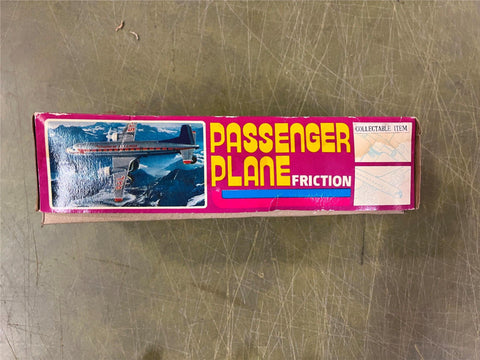 PASSENGER
PLANE
FRICTION
COLLECTABLE ITEM